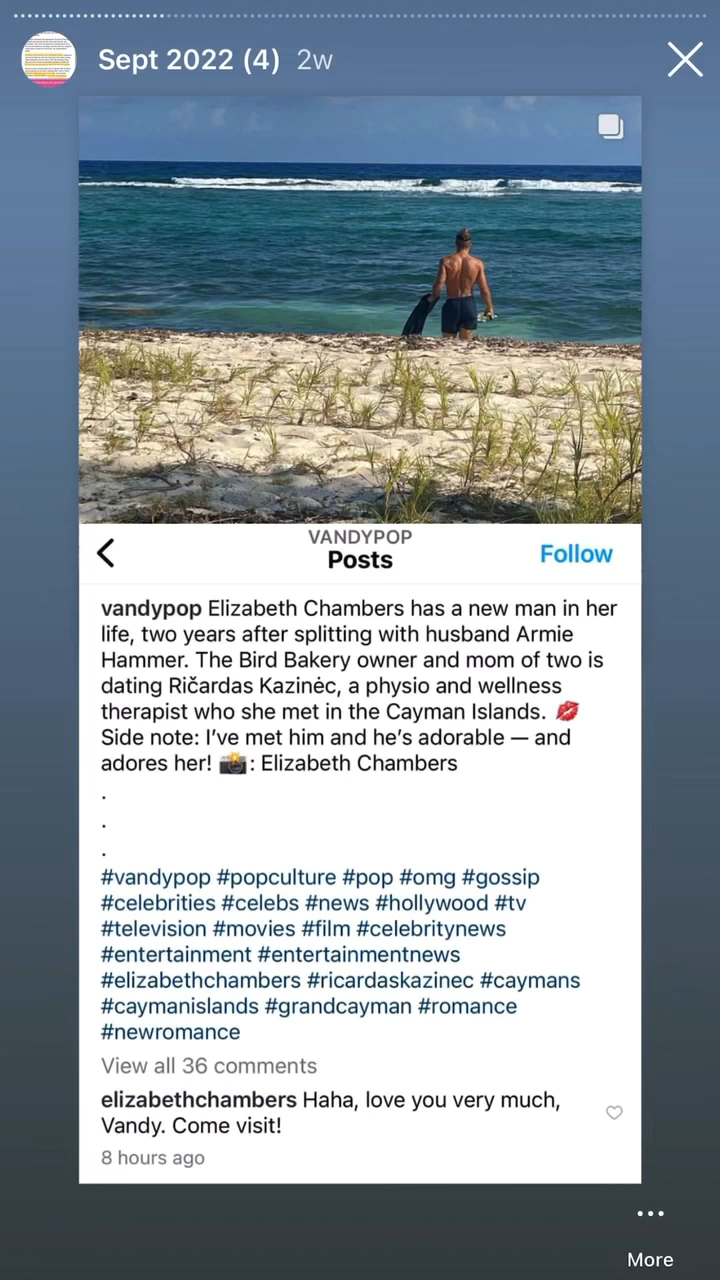 Sept 2022 (4) 2w
VANDYPOP
Posts
Follow
vandypop Elizabeth Chambers has a new man in her
life, two years after splitting with husband Armie
Hammer. The Bird Bakery owner and mom of two is
dating Ričardas Kazinėc, a physio and wellness
therapist who she met in the Cayman Islands. 💋
Side note: I've met him and he's adorable — and
adores her! 📸: Elizabeth Chambers
.
.
.
#vandypop #popculture #pop #omg #gossip
#celebrities #celebs #news #hollywood #tv
#television #movies #film #celebritynews
#entertainment #entertainmentnews
#elizabethchambers #ricardaskazinec #caymans
#caymanislands #grandcayman #romance
#newromance
View all 36 comments
elizabethchambers Haha, love you very much,
Vandy. Come visit!
8 hours ago
More